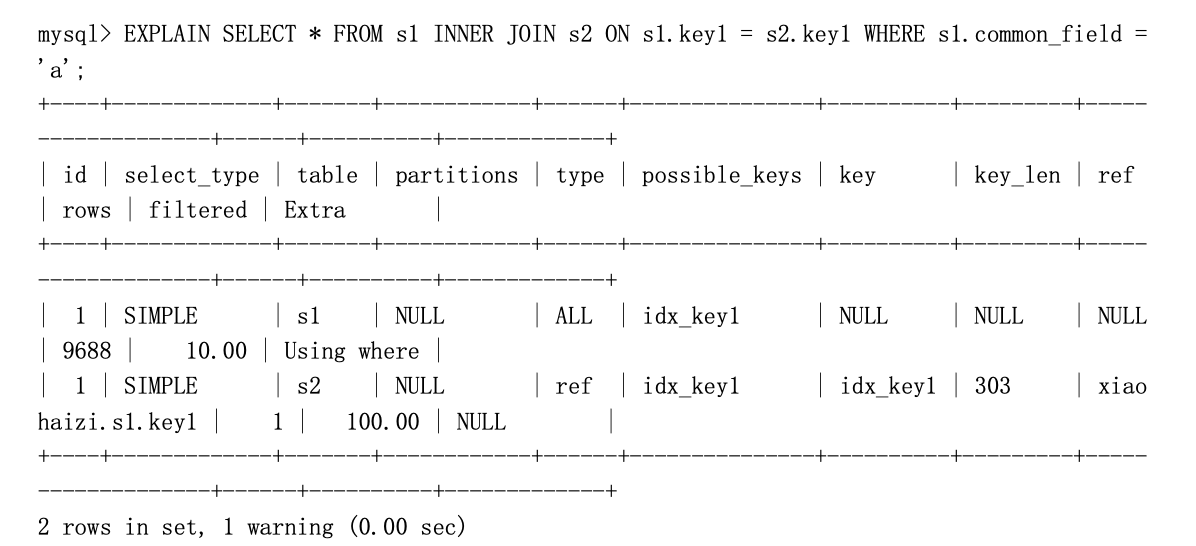 mysql> EXPLAIN SELECT * FROM s1 INNER JOIN s2 ON s1.key1 = s2.key1 WHERE s1.common_field =
'a';
+----+-------------+-------+------------+------+---------------+----------+---------+-----
--------------+------+----------+-------------+
| id | select_type | table | partitions | type | possible_keys | key      | key_len | ref
| rows | filtered | Extra       |
+----+-------------+-------+------------+------+---------------+----------+---------+-----
--------------+------+----------+-------------+
|  1 | SIMPLE      | s1    | NULL       | ALL  | idx_key1      | NULL     | NULL    | NULL
| 9688 |    10.00 | Using where |
|  1 | SIMPLE      | s2    | NULL       | ref  | idx_key1      | idx_key1 | 303     | xiao
haizi.s1.key1 |    1 |   100.00 | NULL        |
+----+-------------+-------+------------+------+---------------+----------+---------+-----
--------------+------+----------+-------------+
2 rows in set, 1 warning (0.00 sec)